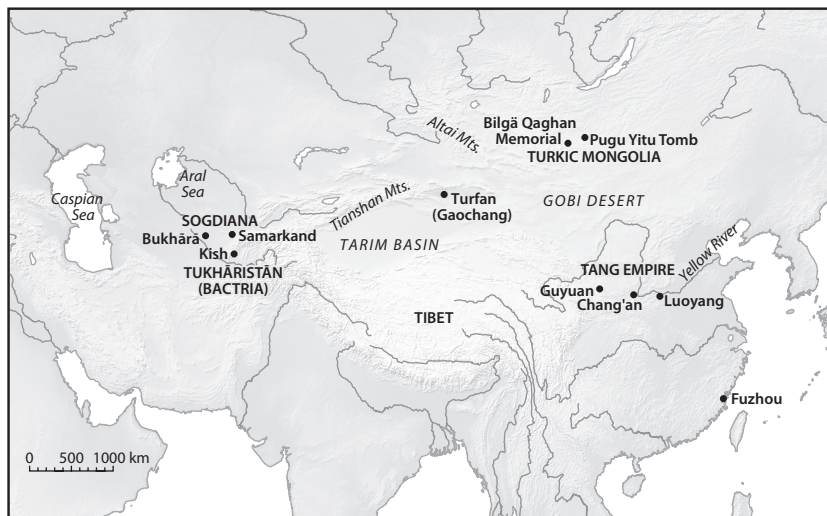 Bilgä Qaghan
Memorial
Pugu Yitu Tomb
TURKIC MONGOLIA
Altai Mts.
Aral
Sea
Caspian
Sea
Tianshan Mts.
Turfan
(Gaochang)
GOBI DESERT
SOGDIANA
Bukhārā
Samarkand
Kish
TUKHĀRISTĀN
(BACTRIA)
TARIM BASIN
Yellow River
TANG EMPIRE
Guyuan
Chang'an
Luoyang
TIBET
Fuzhou
0 500 1000 km